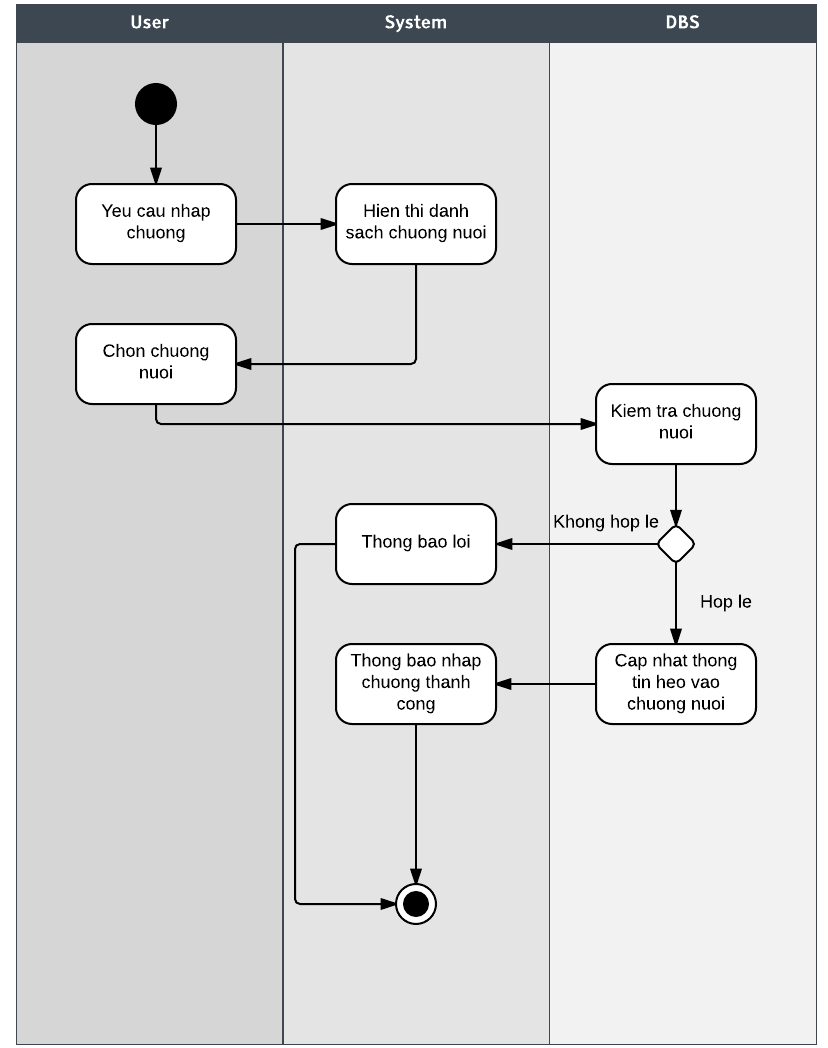 User
System
DBS
Yeu cau nhap
chuong
Hien thi danh
sach chuong nuoi
Chon chuong
nuoi
Kiem tra chuong
nuoi
Khong hop le
Thong bao loi
Hop le
Thong bao nhap
chuong thanh
cong
Cap nhat thong
tin heo vao
chuong nuoi